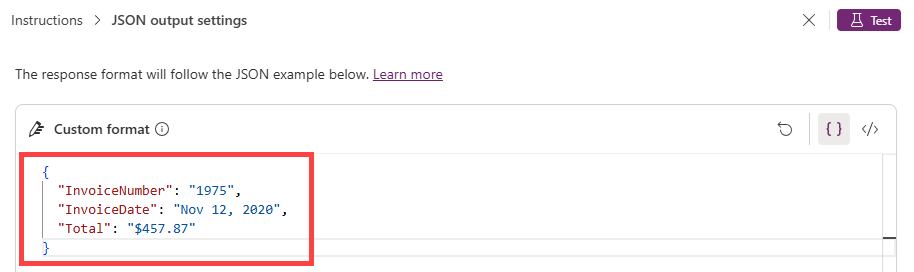 Instructions > JSON output settings
Test
The response format will follow the JSON example below. Learn more
Custom format
{ } </>
{
"InvoiceNumber": "1975",
"InvoiceDate": "Nov 12, 2020",
"Total": "$457.87"
}